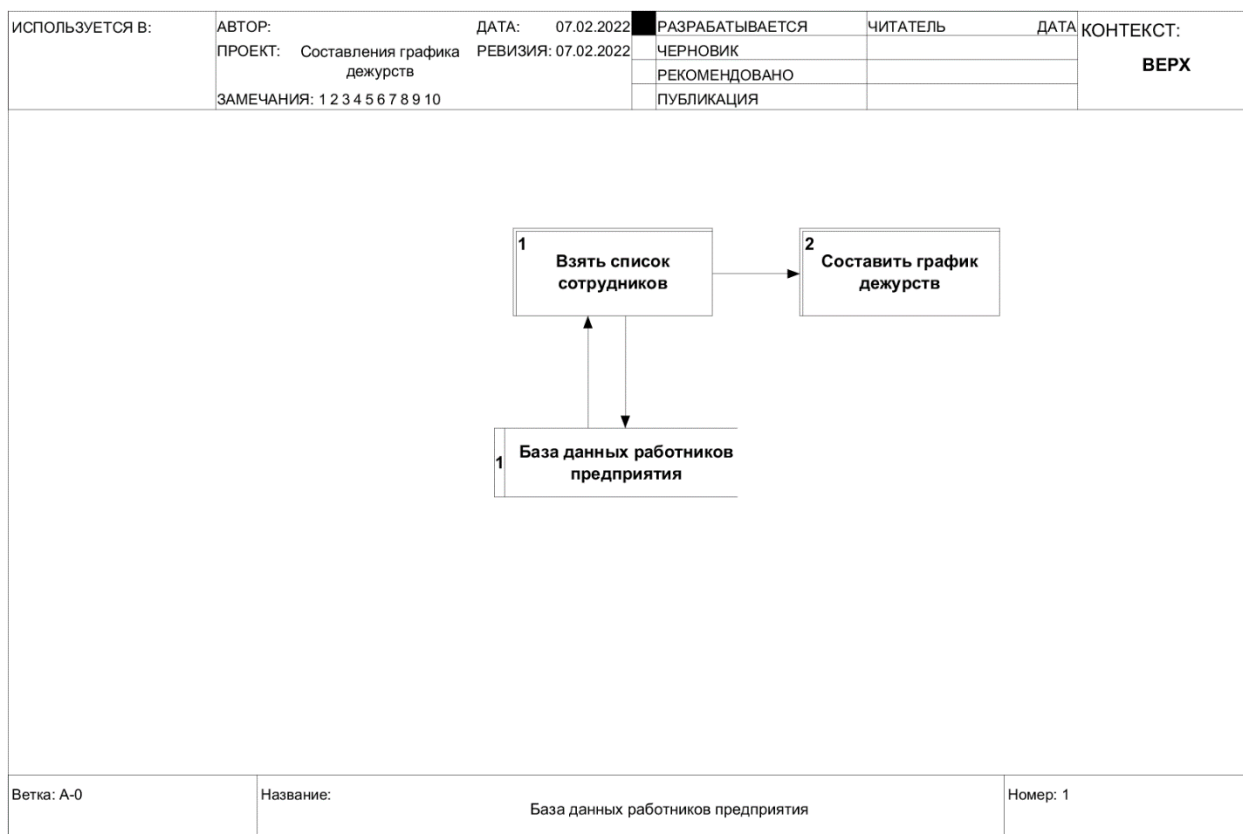 ИСПОЛЬЗУЕТСЯ В:
АВТОР:
ДАТА: 07.02.2022
РАЗРАБАТЫВАЕТСЯ
ЧИТАТЕЛЬ
ДАТА
КОНТЕКСТ:
ПРОЕКТ: Составления графика
дежурств
РЕВИЗИЯ: 07.02.2022
ЧЕРНОВИК
ВЕРХ
РЕКОМЕНДОВАНО
ЗАМЕЧАНИЯ: 1 2 3 4 5 6 7 8 9 10
ПУБЛИКАЦИЯ
1
Взять список
сотрудников
2
Составить график
дежурств
1
База данных работников
предприятия
Ветка: A-0
Название:
База данных работников предприятия
Номер: 1